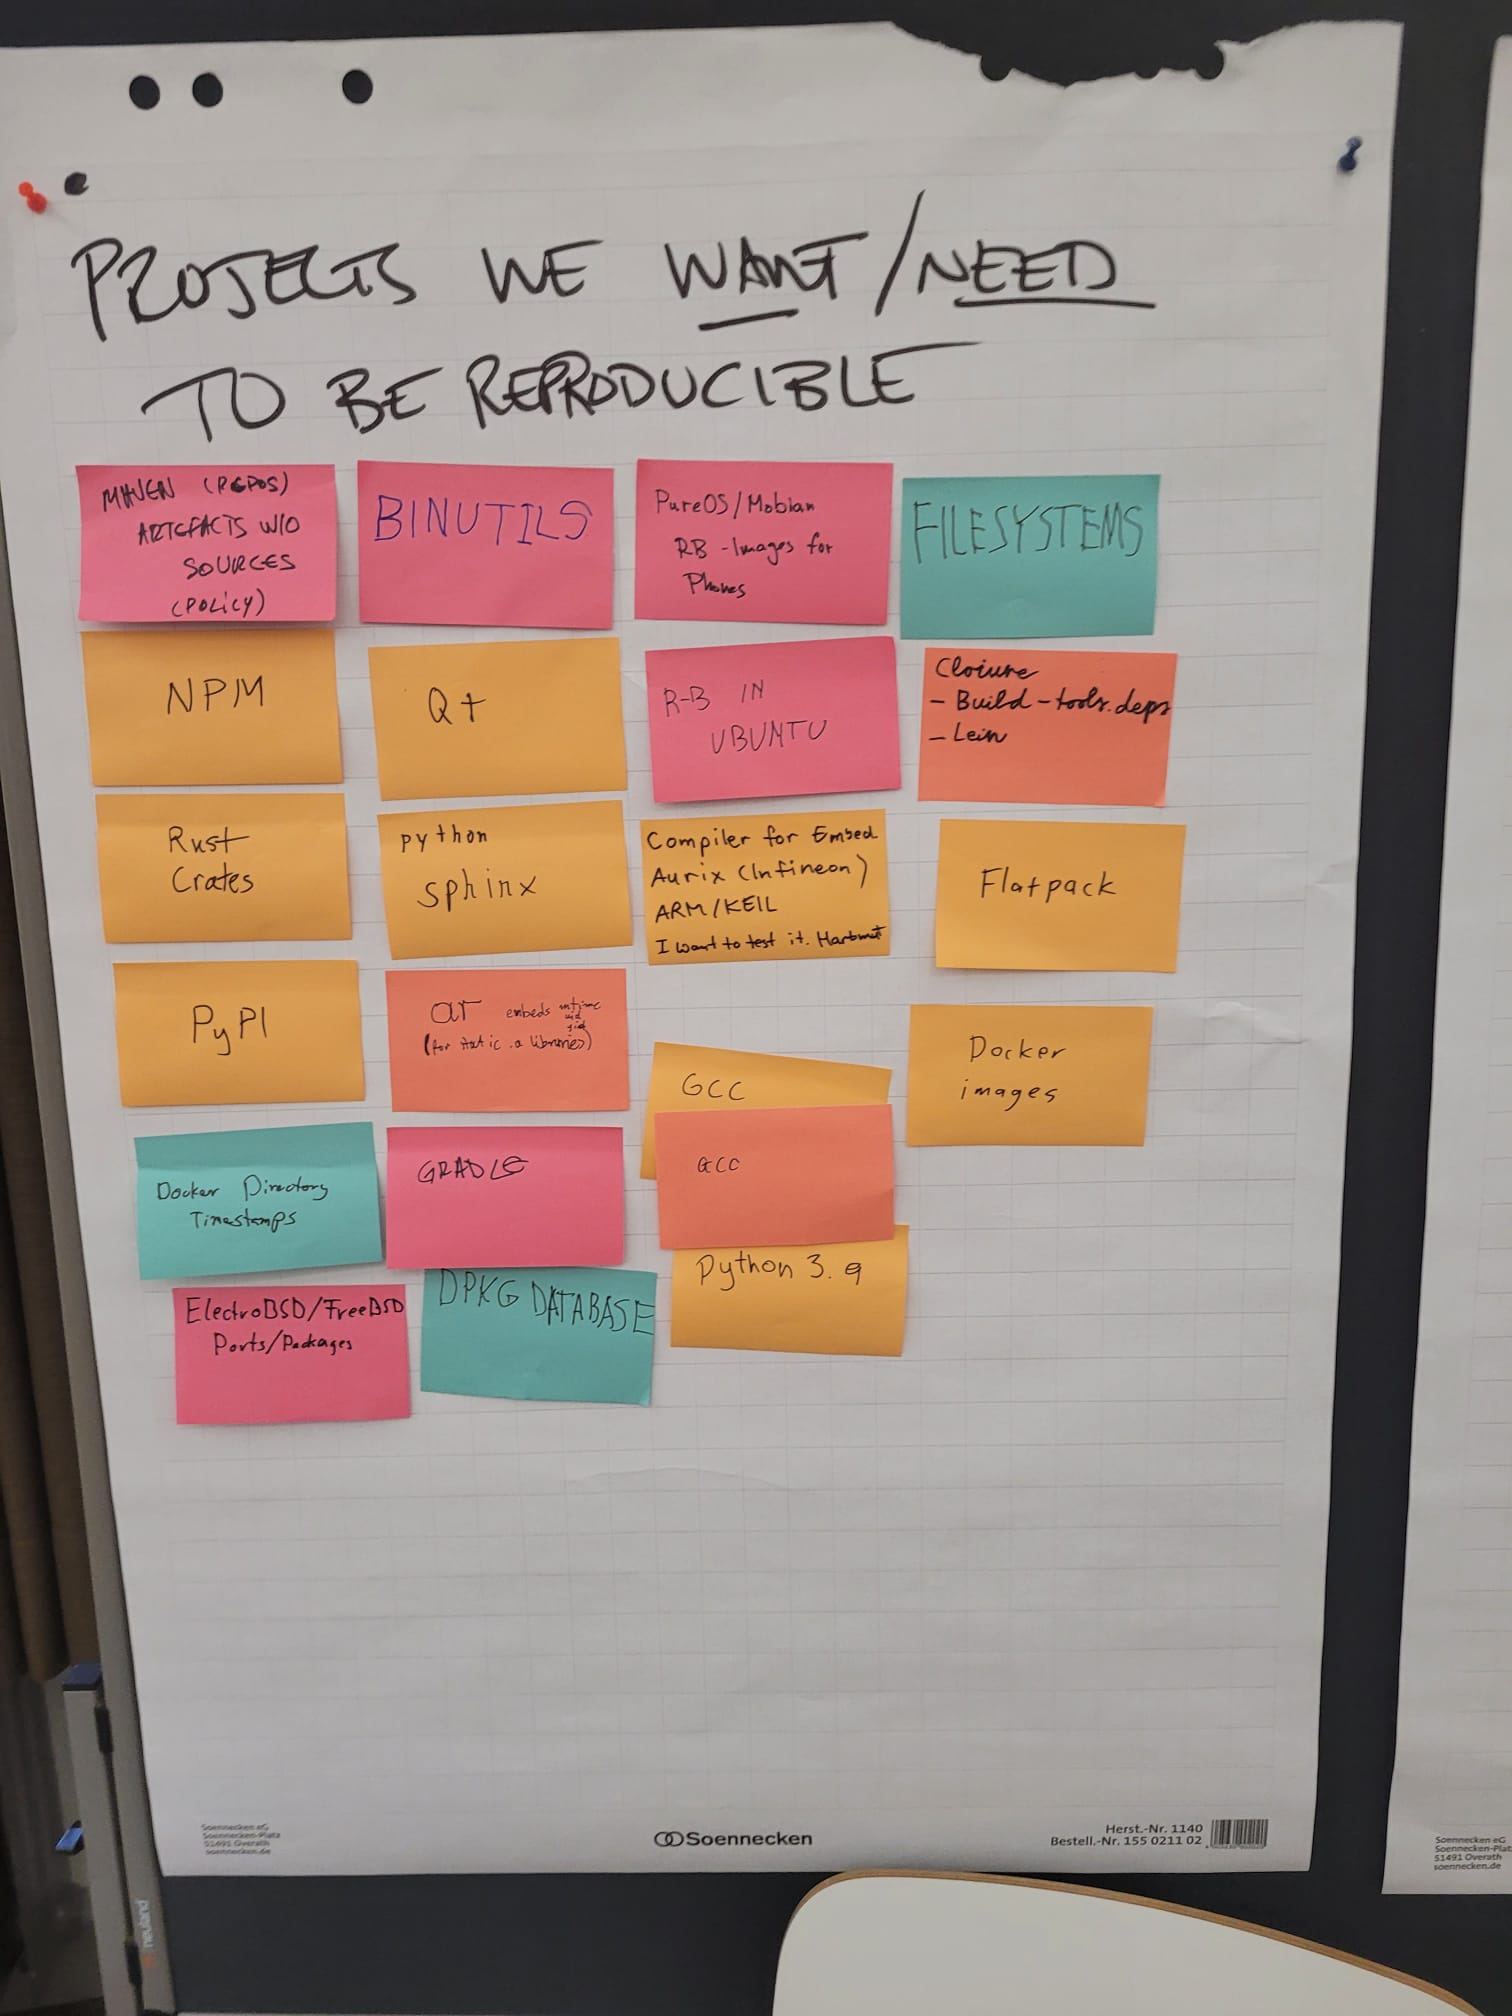 PROJECTS WE WANT/NEED
TO BE REPRODUCIBLE
MAVEN (REPOS)
ARTEFACTS W/O
SOURCES
(POLICY)
BINUTILS
PureOS/Mobian
RB-Images for
Phones
FILESYSTEMS
NPM
Qt
R-B IN
UBUNTU
Clojure
- Build-tools.deps
- Lein
Rust
Crates
python
sphinx
Compiler for Embed
Aurix (Infineon)
ARM/KEIL
I want to test it. Hartmut
Flatpack
PyPI
ar embeds mtime
uid
gid
(for static .a libraries)
GCC
GCC
Python 3.9
Docker
images
Docker Directory
Timestamps
GRADLE
ElectroBSD/FreeBSD
Ports/Packages
DPKG DATABASE
Soennecken eG
Soennecken-Platz
51491 Overath
soennecken.de
Soennecken
Herst.-Nr. 1140
Bestell.-Nr. 155 0211 02
neuland
Soennecken eG
Soennecken-Plat
51491 Overath
soennecken.de